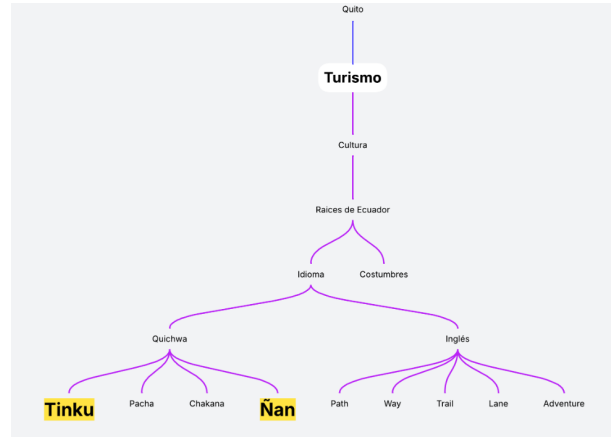 Quito
Turismo
Cultura
Raices de Ecuador
Idioma Costumbres
Quichwa Inglés
Tinku Pacha Chakana Ñan Path Way Trail Lane Adventure